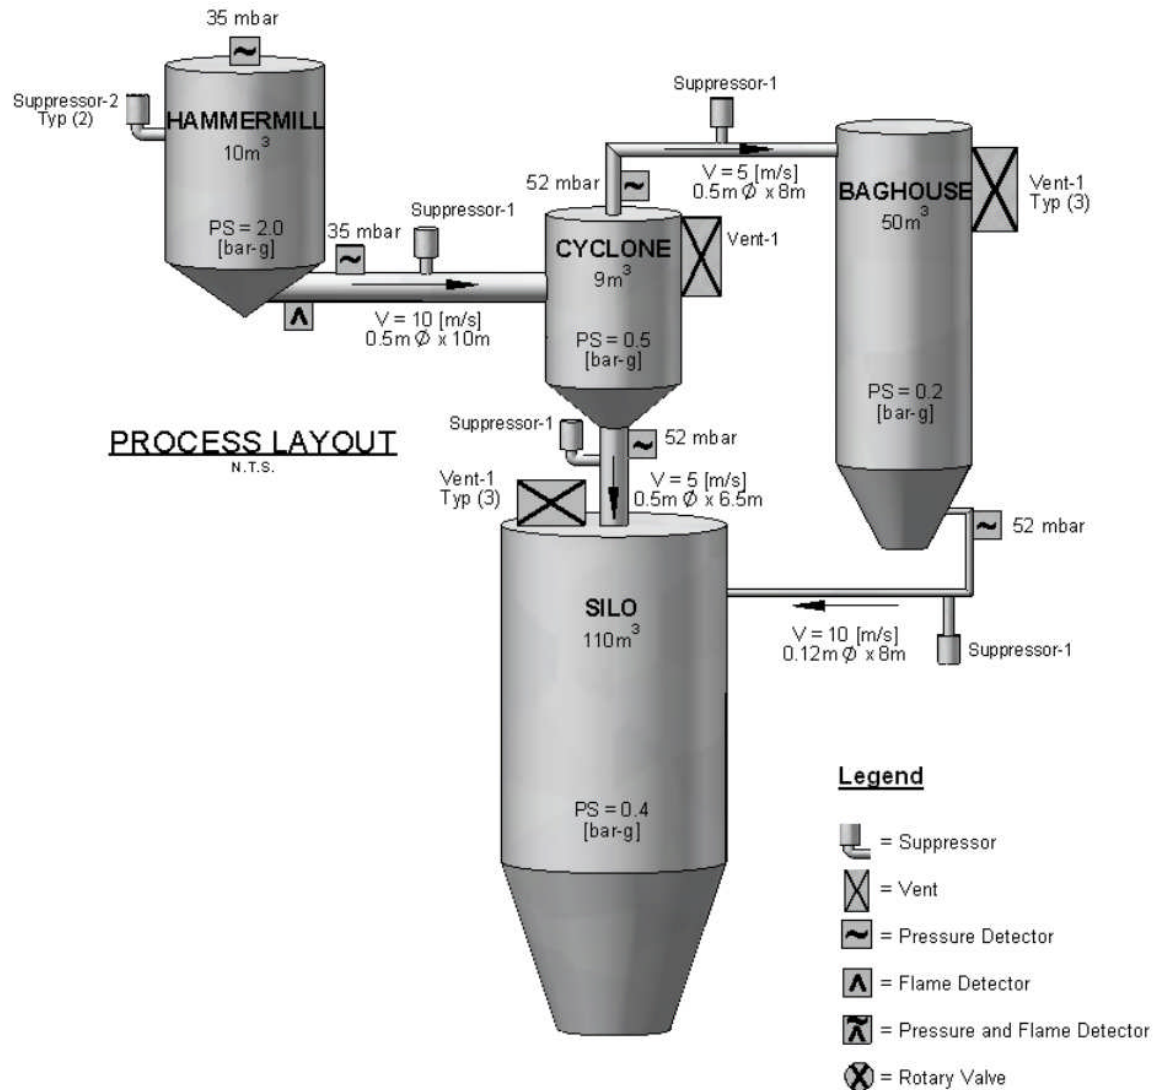 35 mbar
Suppressor-2
Typ (2)
HAMMERMILL
10m³
PS = 2.0
[bar-g]
35 mbar
Suppressor-1
V = 10 [m/s]
0.5m Ø x 10m
Suppressor-1
52 mbar
V = 5 [m/s]
0.5m Ø x 8m
CYCLONE
9m³
PS = 0.5
[bar-g]
Vent-1
BAGHOUSE
50m³
PS = 0.2
[bar-g]
Vent-1
Typ (3)
PROCESS LAYOUT
N.T.S.
Suppressor-1
52 mbar
V = 5 [m/s]
0.5m Ø x 6.5m
Vent-1
Typ (3)
52 mbar
SILO
110m³
PS = 0.4
[bar-g]
V = 10 [m/s]
0.12m Ø x 8m
Suppressor-1
Legend
= Suppressor
= Vent
= Pressure Detector
= Flame Detector
= Pressure and Flame Detector
= Rotary Valve